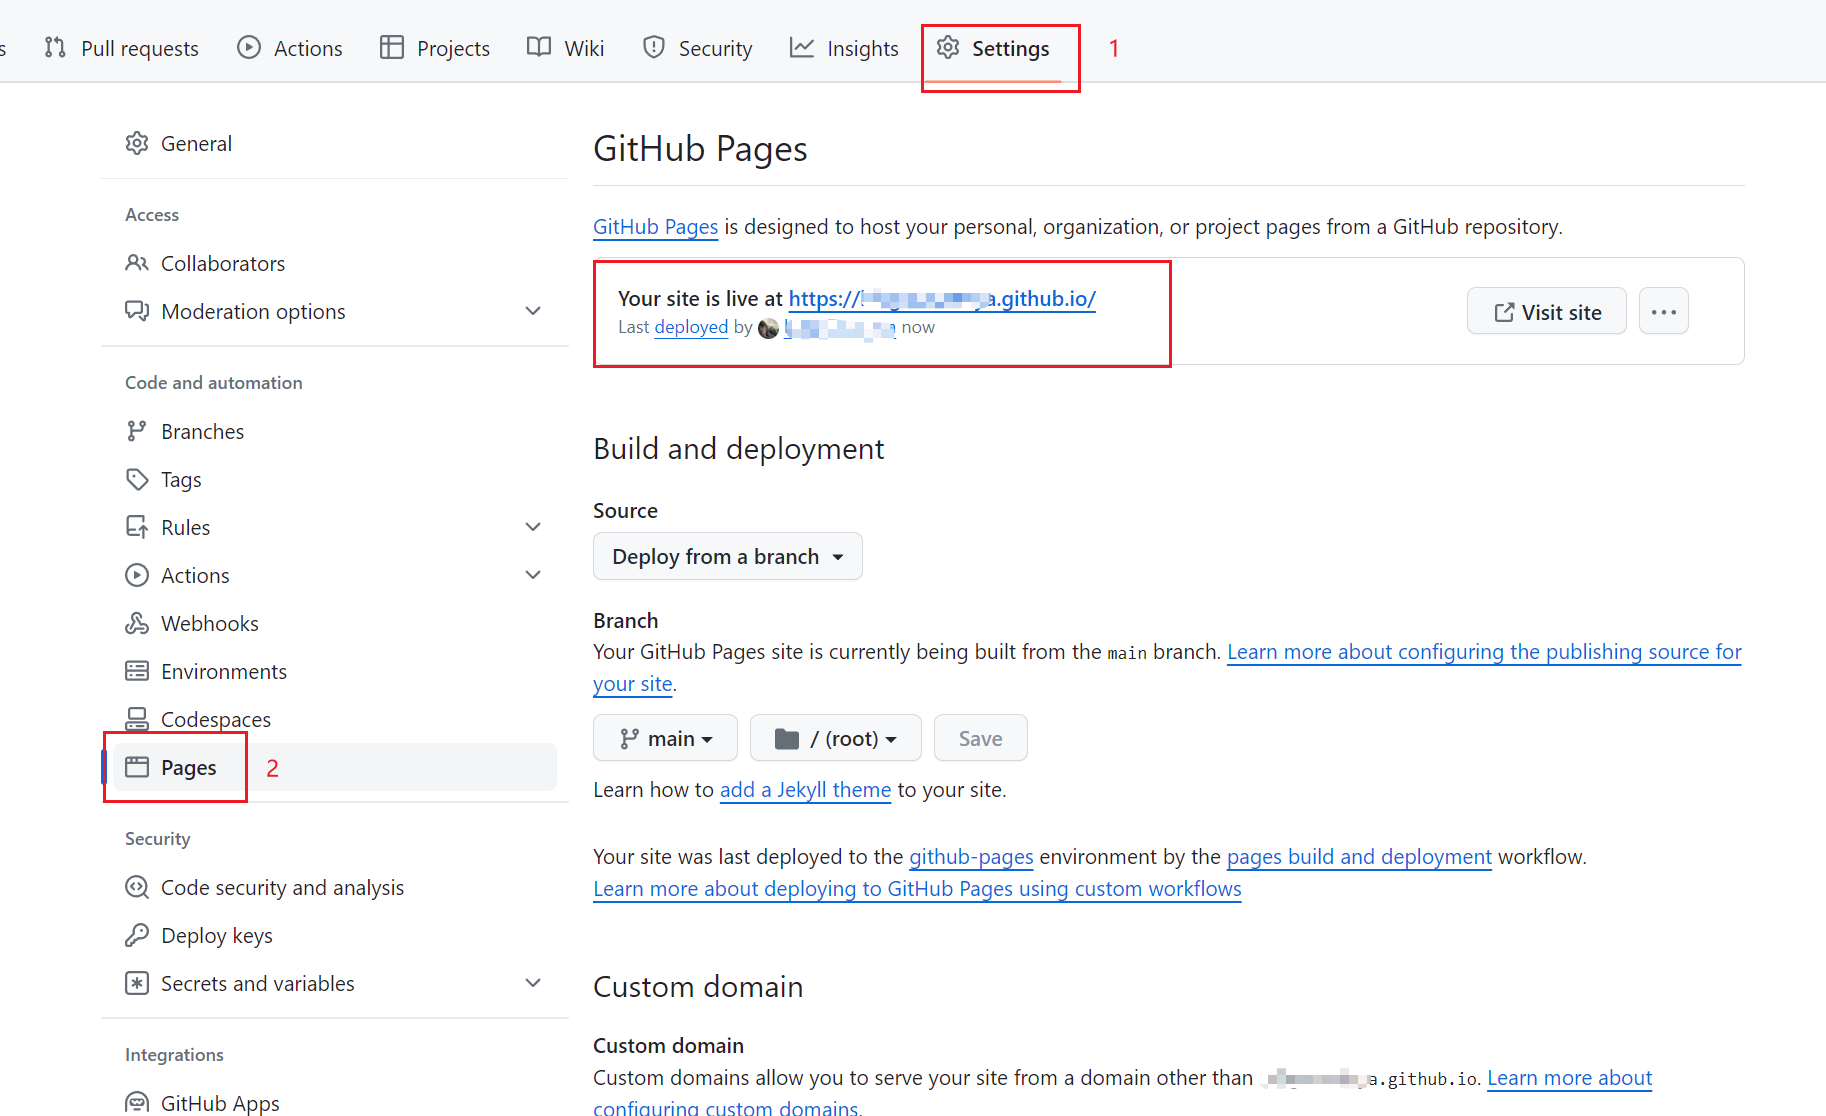 s Pull requests Actions Projects Wiki Security Insights Settings 1
General
Access
Collaborators
Moderation options
Code and automation
Branches
Tags
Rules
Actions
Webhooks
Environments
Codespaces
Pages 2
Security
Code security and analysis
Deploy keys
Secrets and variables
Integrations
GitHub Apps
GitHub Pages
GitHub Pages is designed to host your personal, organization, or project pages from a GitHub repository.
Your site is live at https://a.github.io/
Last deployed by now
Visit site
Build and deployment
Source
Deploy from a branch
Branch
Your GitHub Pages site is currently being built from the main branch. Learn more about configuring the publishing source for
your site.
main / (root) Save
Learn how to add a Jekyll theme to your site.
Your site was last deployed to the github-pages environment by the pages build and deployment workflow.
Learn more about deploying to GitHub Pages using custom workflows
Custom domain
Custom domain
Custom domains allow you to serve your site from a domain other than a.github.io. Learn more about
configuring custom domains.